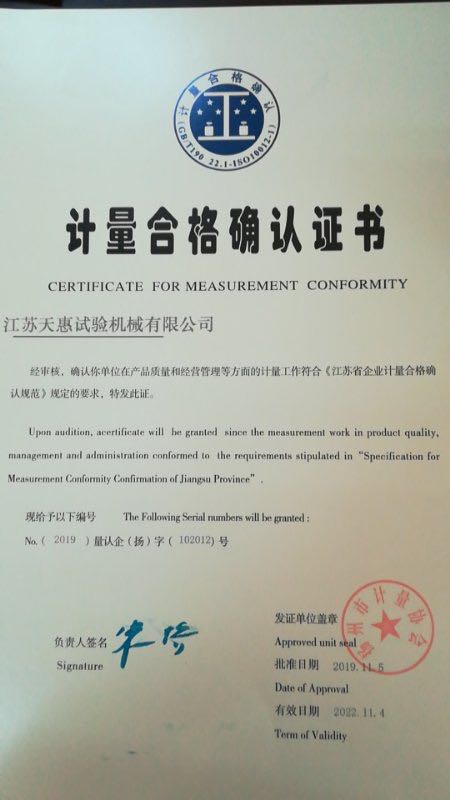 计量合格确认
(GB/T190 22.1-ISO10012-1)
计量合格确认证书
CERTIFICATE FOR MEASUREMENT CONFORMITY
江苏天惠试验机械有限公司
经审核，确认你单位在产品质量和经营管理等方面的计量工作符合《江苏省企业计量合格确
认规范》规定的要求，特发此证。
Upon audition, acertificate will be granted since the measurement work in product quality,
management and administration conformed to the requirements stipulated in “Specification for
Measurement Conformity Confirmation of Jiangsu Province”.
现给予以下编号 The Following Serial numbers will be granted:
No.( 2019 )量认企(扬)字( 102012)号
负责人签名
Signature
发证单位盖章
Approved unit seal
批准日期 2019.11.5
Date of Approval
有效日期 2022.11.4
Term of Validity
扬州市计量协会